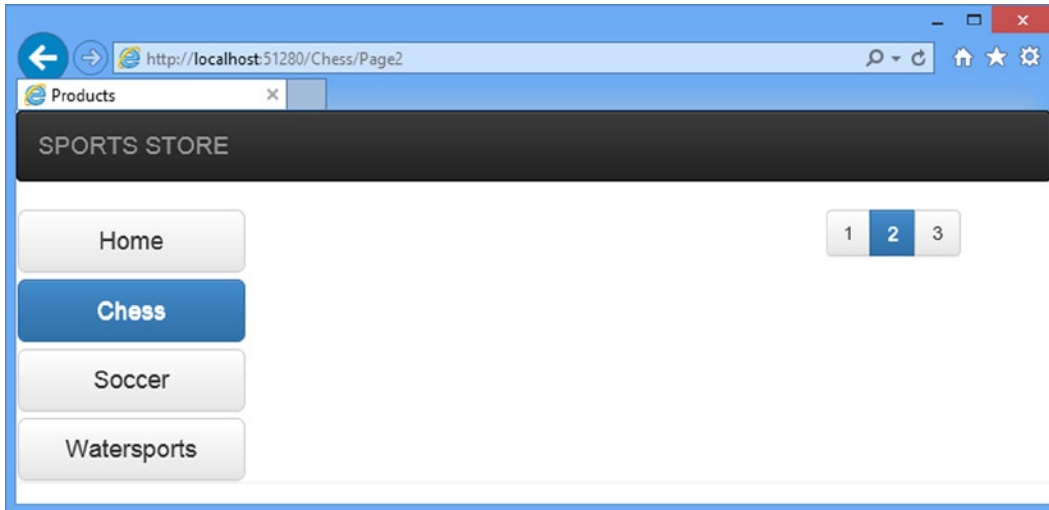 http://localhost:51280/Chess/Page2
Products
SPORTS STORE
Home
1 2 3
Chess
Soccer
Watersports